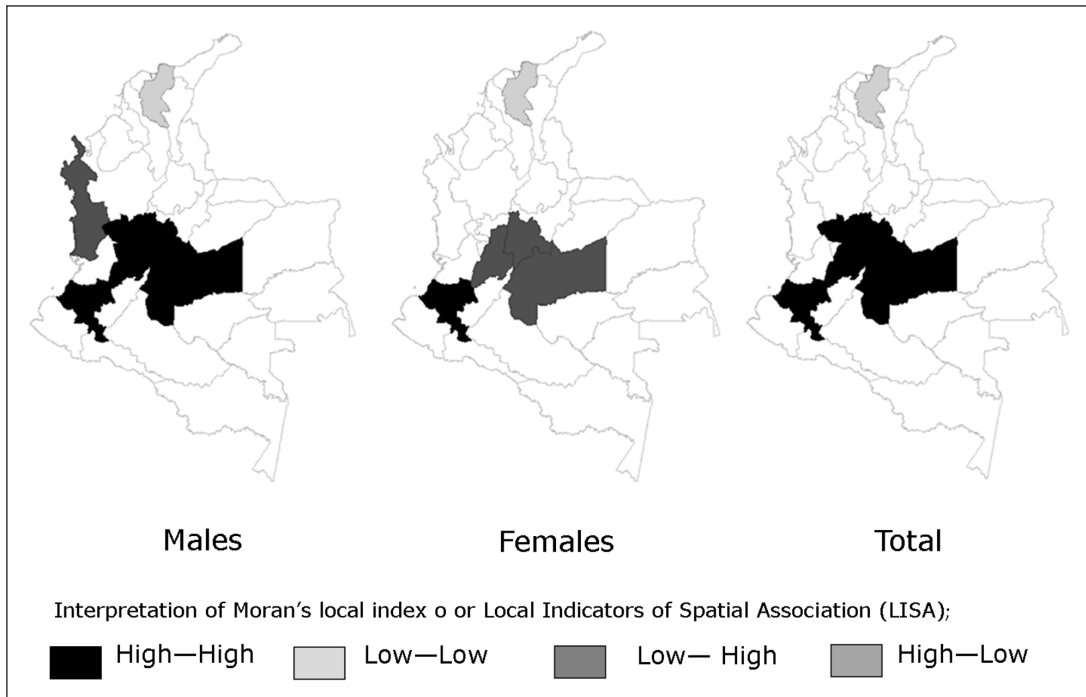 Males Females Total
Interpretation of Moran's local index o or Local Indicators of Spatial Association (LISA);
High—High Low—Low Low— High High—Low